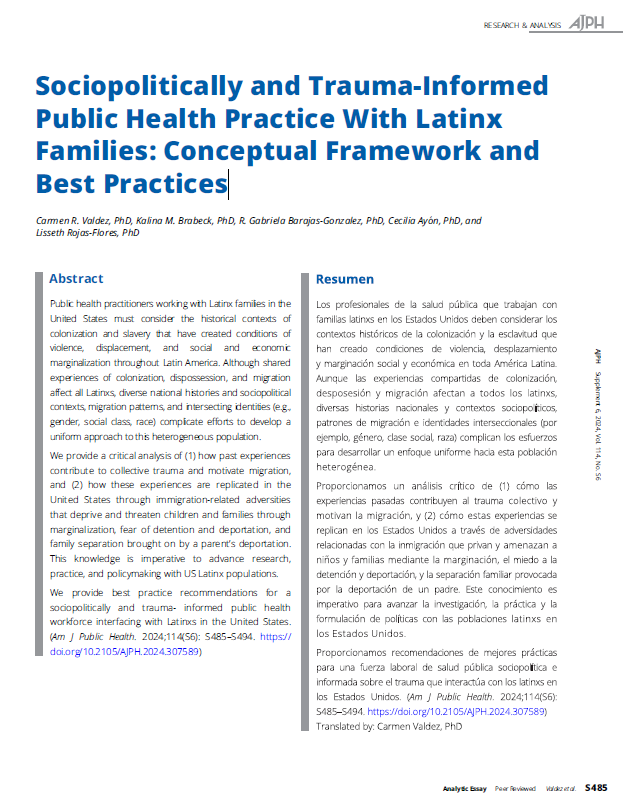 RESEARCH & ANALYSIS AJPH
Sociopolitically and Trauma-Informed
Public Health Practice With Latinx
Families: Conceptual Framework and
Best Practices
Carmen R. Valdez, PhD, Kalina M. Brabeck, PhD, R. Gabriela Barajas-Gonzalez, PhD, Cecilia Ayón, PhD, and
Lisseth Rojas-Flores, PhD
Abstract
Public health practitioners working with Latinx families in the
United States must consider the historical contexts of
colonization and slavery that have created conditions of
violence, displacement, and social and economic
marginalization throughout Latin America. Although shared
experiences of colonization, dispossession, and migration
affect all Latinxs, diverse national histories and sociopolitical
contexts, migration patterns, and intersecting identities (e.g.,
gender, social class, race) complicate efforts to develop a
uniform approach to this heterogeneous population.
We provide a critical analysis of (1) how past experiences
contribute to collective trauma and motivate migration,
and (2) how these experiences are replicated in the
United States through immigration-related adversities
that deprive and threaten children and families through
marginalization, fear of detention and deportation, and
family separation brought on by a parent's deportation.
This knowledge is imperative to advance research,
practice, and policymaking with US Latinx populations.
We provide best practice recommendations for a
sociopolitically and trauma- informed public health
workforce interfacing with Latinxs in the United States.
(Am J Public Health. 2024;114(S6): S485–S494. https://
doi.org/10.2105/AJPH.2024.307589)
Resumen
Los profesionales de la salud pública que trabajan con
familias latinxs en los Estados Unidos deben considerar los
contextos históricos de la colonización y la esclavitud que
han creado condiciones de violencia, desplazamiento
y marginación social y económica en toda América Latina.
Aunque las experiencias compartidas de colonización,
desposesión y migración afectan a todos los latinxs,
diversas historias nacionales y contextos sociopolíticos,
patrones de migración e identidades interseccionales (por
ejemplo, género, clase social, raza) complican los esfuerzos
para desarrollar un enfoque uniforme hacia esta población
heterogénea.
Proporcionamos un análisis crítico de (1) cómo las
experiencias pasadas contribuyen al trauma colectivo y
motivan la migración, y (2) cómo estas experiencias se
replican en los Estados Unidos a través de adversidades
relacionadas con la inmigración que privan y amenazan a
niños y familias mediante la marginación, el miedo a la
detención y deportación, y la separación familiar provocada
por la deportación de un padre. Este conocimiento es
imperativo para avanzar la investigación, la práctica y la
formulación de políticas con las poblaciones latinxs en
los Estados Unidos.
Proporcionamos recomendaciones de mejores prácticas
para una fuerza laboral de salud pública sociopolítica e
informada sobre el trauma que interactúa con los latinxs en
los Estados Unidos. (Am J Public Health. 2024;114(S6):
S485–S494. https://doi.org/10.2105/AJPH.2024.307589)
Translated by: Carmen Valdez, PhD
AJPH Supplement 6, 2024, Vol. 114, No. S6
Analytic Essay Peer Reviewed Valdez et al. S485